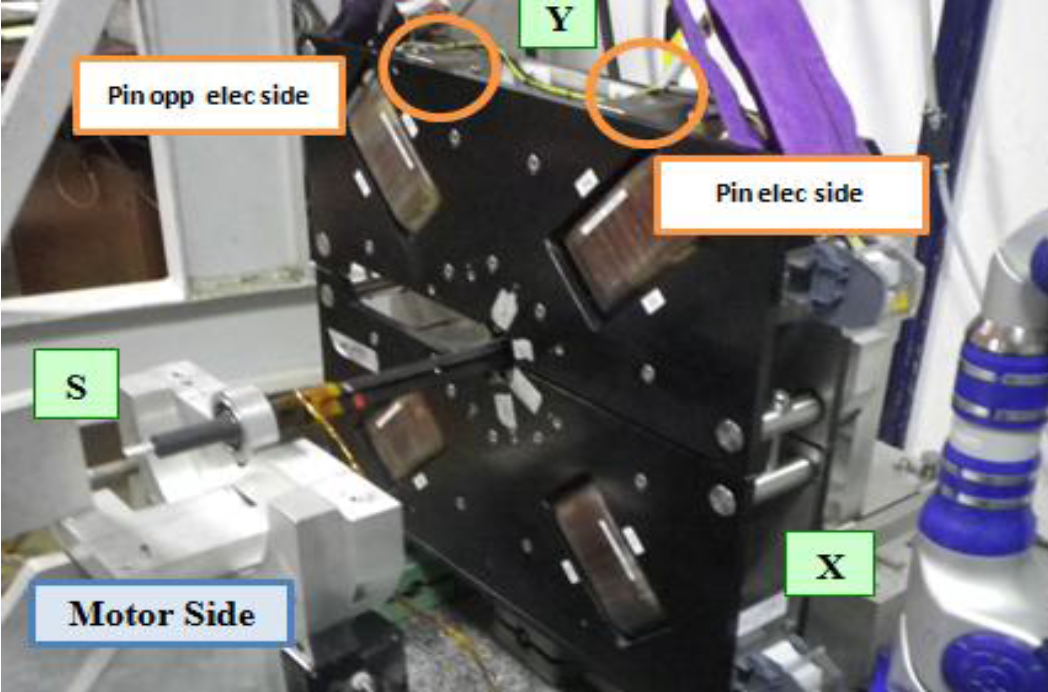 Y
Pin opp elec side
Pin elec side
S
X
Motor Side